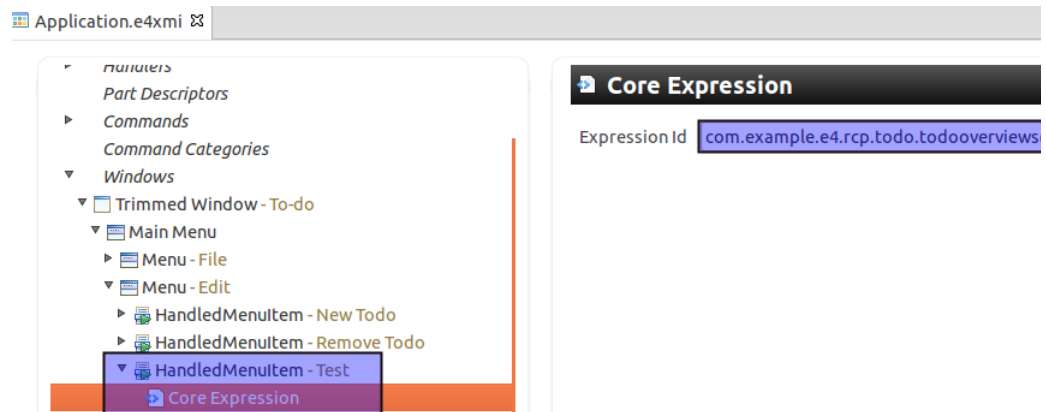 Application.e4xmi
Handlers
Part Descriptors
Commands
Command Categories
Windows
Trimmed Window - To-do
Main Menu
Menu - File
Menu - Edit
HandledMenuItem - New Todo
HandledMenuItem - Remove Todo
HandledMenuItem - Test
Core Expression
Core Expression
Expression Id com.example.e4.rcp.todo.todooverviews